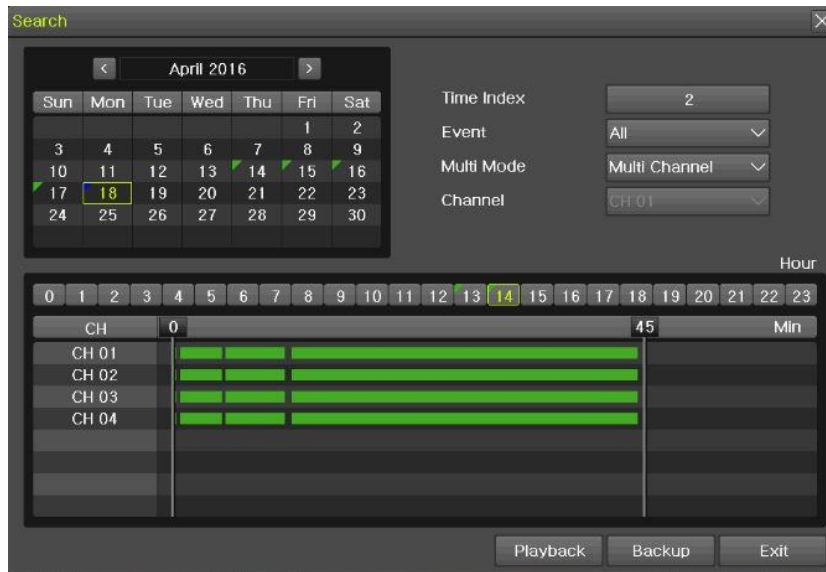 Search
< April 2016 >
Sun Mon Tue Wed Thu Fri Sat
1 2
3 4 5 6 7 8 9
10 11 12 13 14 15 16
17 18 19 20 21 22 23
24 25 26 27 28 29 30
Time Index 2
Event All
Multi Mode Multi Channel
Channel CH 01
Hour
0 1 2 3 4 5 6 7 8 9 10 11 12 13 14 15 16 17 18 19 20 21 22 23
CH 0 45 Min
CH 01
CH 02
CH 03
CH 04
Playback Backup Exit